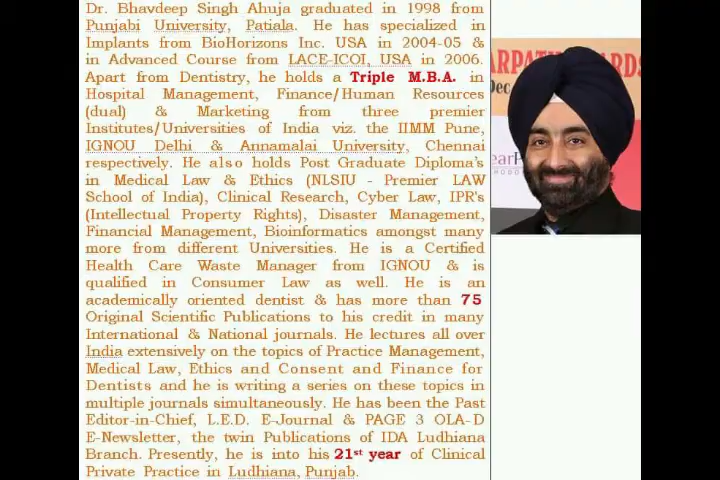 Dr. Bhavdeep Singh Ahuja graduated in 1998 from
Punjabi University, Patiala. He has specialized in
Implants from BioHorizons Inc. USA in 2004-05 &
in Advanced Course from LACE-ICOI, USA in 2006.
Apart from Dentistry, he holds a Triple M.B.A. in
Hospital Management, Finance/Human Resources
(dual) & Marketing from three premier
Institutes/Universities of India viz. the IIMM Pune,
IGNOU Delhi & Annamalai University, Chennai
respectively. He also holds Post Graduate Diploma's
in Medical Law & Ethics (NLSIU - Premier LAW
School of India), Clinical Research, Cyber Law, IPR's
(Intellectual Property Rights), Disaster Management,
Financial Management, Bioinformatics amongst many
more from different Universities. He is a Certified
Health Care Waste Manager from IGNOU & is
qualified in Consumer Law as well. He is an
academically oriented dentist & has more than 75
Original Scientific Publications to his credit in many
International & National journals. He lectures all over
India extensively on the topics of Practice Management,
Medical Law, Ethics and Consent and Finance for
Dentists and he is writing a series on these topics in
multiple journals simultaneously. He has been the Past
Editor-in-Chief, L.E.D. E-Journal & PAGE 3 OLA-D
E-Newsletter, the twin Publications of IDA Ludhiana
Branch. Presently, he is into his 21st year of Clinical
Private Practice in Ludhiana, Punjab.